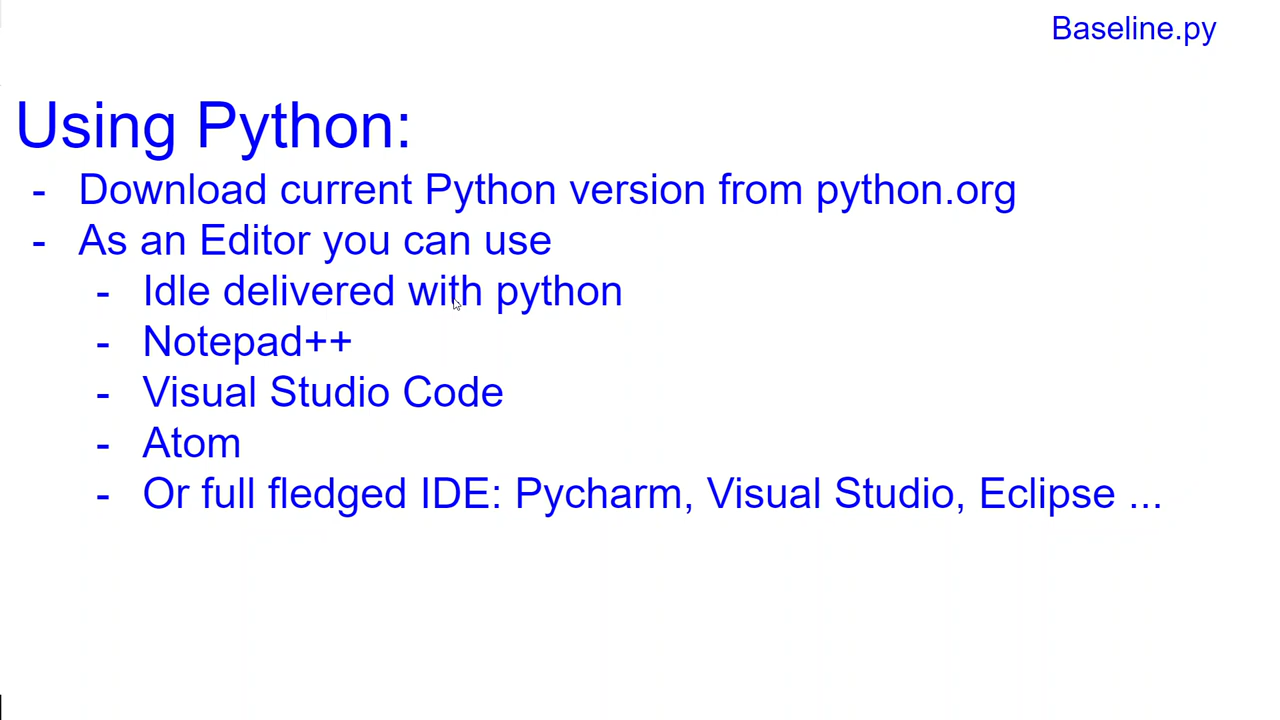 Baseline.py
Using Python:
- Download current Python version from python.org
- As an Editor you can use
- Idle delivered with python
- Notepad++
- Visual Studio Code
- Atom
- Or full fledged IDE: Pycharm, Visual Studio, Eclipse ...